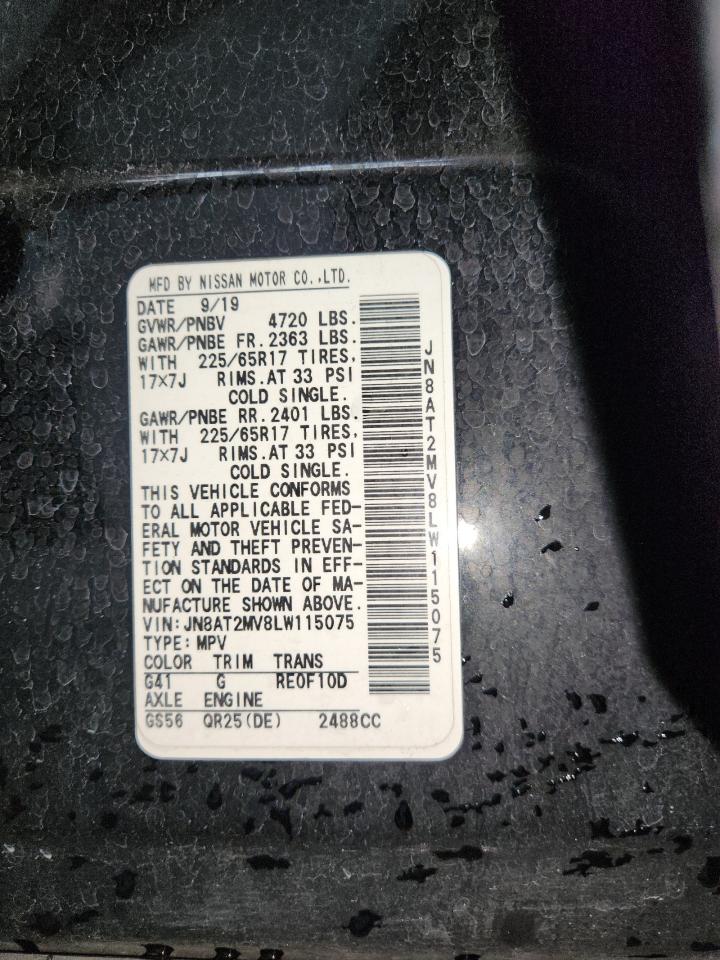 MFD BY NISSAN MOTOR CO.,LTD.
DATE 9/19
GVWR/PNBV 4720 LBS.
GAWR/PNBE FR. 2363 LBS.
WITH 225/65R17 TIRES,
17×7J RIMS. AT 33 PSI
COLD SINGLE.
GAWR/PNBE RR. 2401 LBS.
WITH 225/65R17 TIRES,
17×7J RIMS. AT 33 PSI
COLD SINGLE.
THIS VEHICLE CONFORMS
TO ALL APPLICABLE FED-
ERAL MOTOR VEHICLE SA-
FETY AND THEFT PREVEN-
TION STANDARDS IN EFF-
ECT ON THE DATE OF MA-
NUFACTURE SHOWN ABOVE.
VIN: JN8AT2MV8LW115075
TYPE: MPV
COLOR TRIM TRANS
G41 G RE0F10D
AXLE ENGINE
GS56 QR25(DE) 2488CC
JN8AT2MV8LW115075